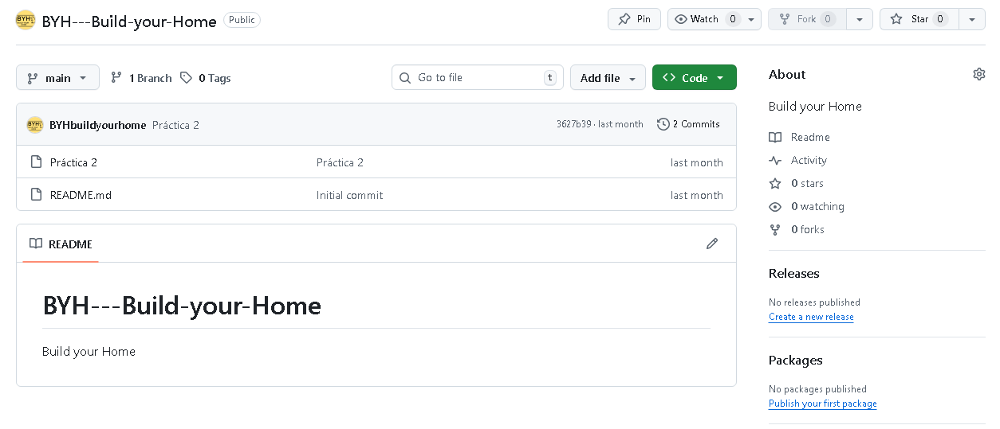 BYH BYH---Build-your-Home Public Pin Watch 0 Fork 0 Star 0
main 1 Branch 0 Tags Go to file t Add file Code
BYH BYHbuildyourhome Práctica 2 3627b39 · last month 2 Commits
Práctica 2 Práctica 2 last month
README.md Initial commit last month
README
BYH---Build-your-Home
Build your Home
About
Build your Home
Readme
Activity
0 stars
0 watching
0 forks
Releases
No releases published
Create a new release
Packages
No packages published
Publish your first package